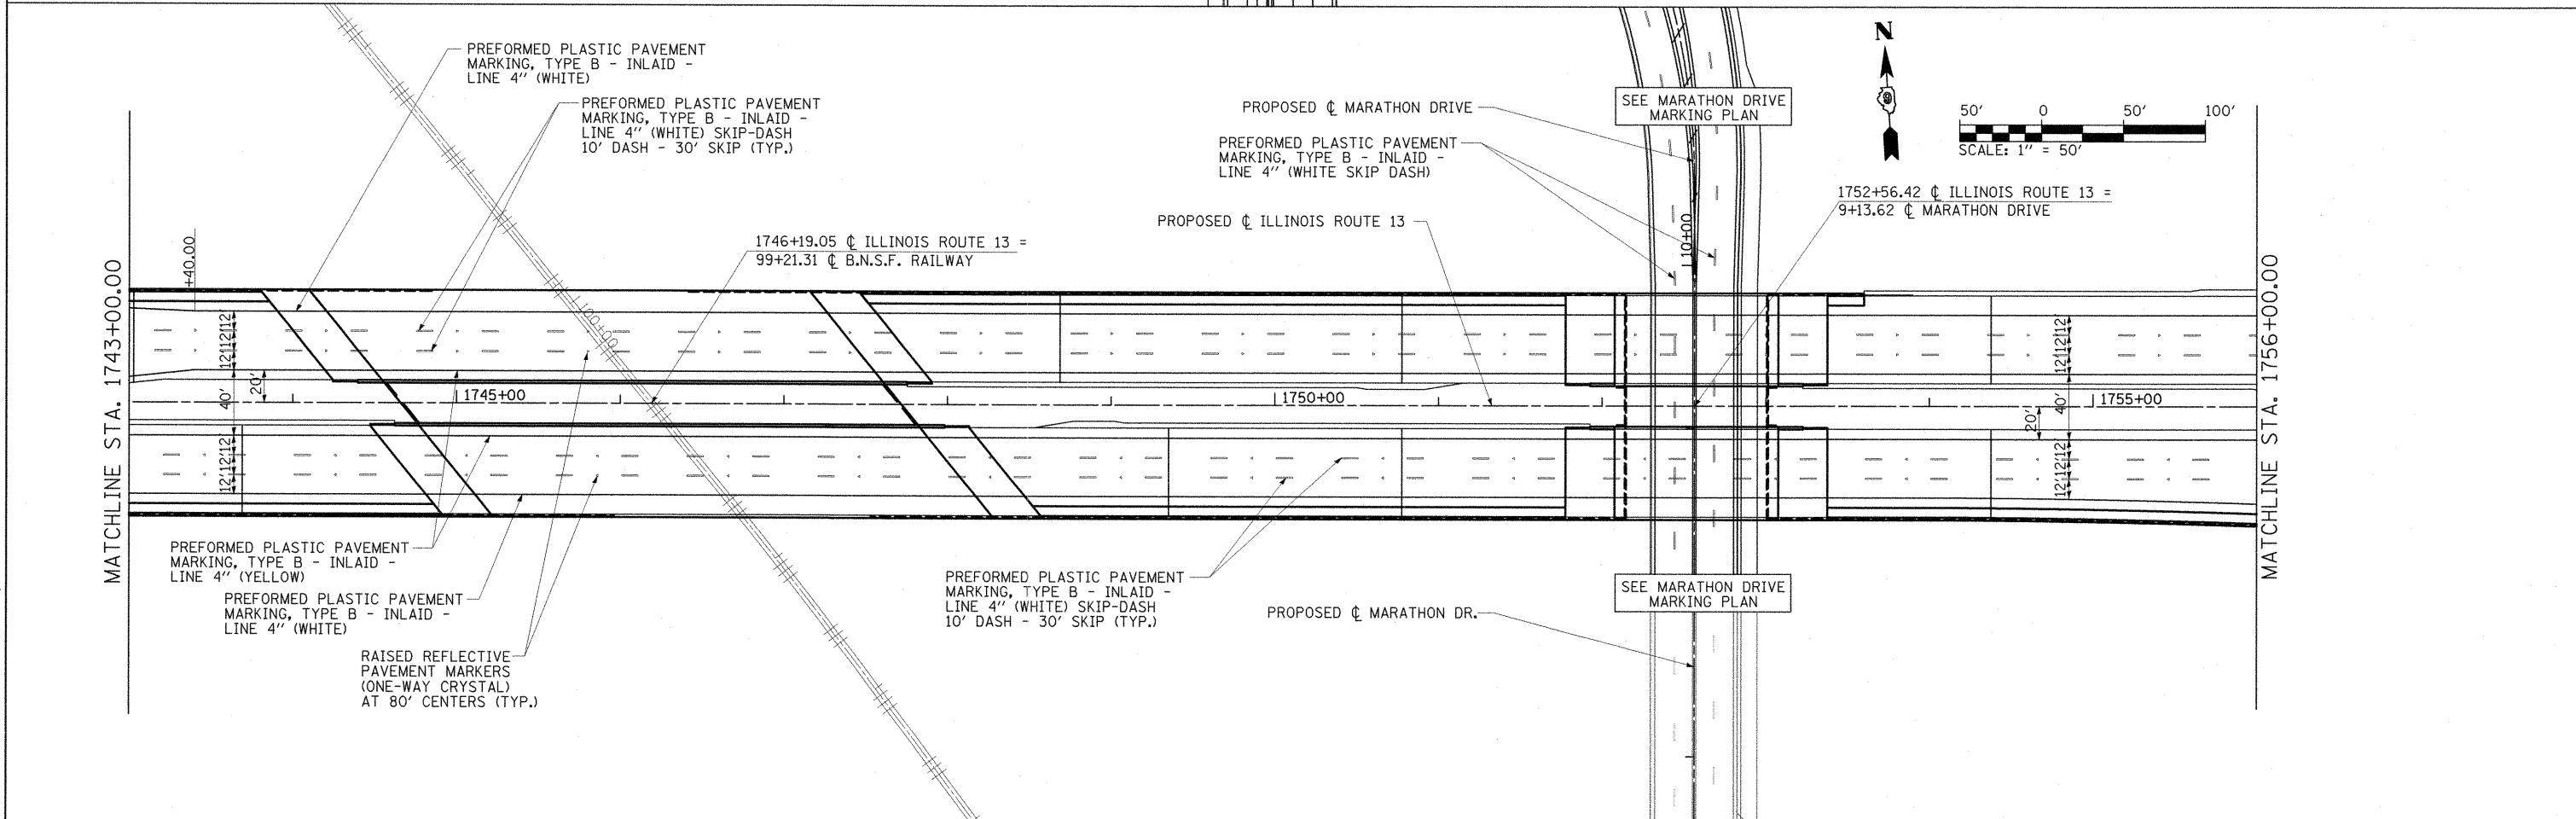 PREFORMED PLASTIC PAVEMENT
MARKING, TYPE B - INLAID -
LINE 4" (WHITE)
PREFORMED PLASTIC PAVEMENT
MARKING, TYPE B - INLAID -
LINE 4" (WHITE) SKIP-DASH
10' DASH - 30' SKIP (TYP.)
1746+19.05 ℄ ILLINOIS ROUTE 13 =
99+21.31 ℄ B.N.S.F. RAILWAY
PROPOSED ℄ MARATHON DRIVE
PREFORMED PLASTIC PAVEMENT
MARKING, TYPE B - INLAID -
LINE 4" (WHITE SKIP DASH)
PROPOSED ℄ ILLINOIS ROUTE 13
SEE MARATHON DRIVE
MARKING PLAN
N
50' 0 50' 100'
SCALE: 1" = 50'
1752+56.42 ℄ ILLINOIS ROUTE 13 =
9+13.62 ℄ MARATHON DRIVE
MATCHLINE STA. 1743+00.00
+40.00
12'12'12'
40'
20'
12'12'12'
100+00
10+00
1745+00
1750+00
1755+00
12'12'12'
40'
20'
12'12'12'
MATCHLINE STA. 1756+00.00
PREFORMED PLASTIC PAVEMENT
MARKING, TYPE B - INLAID -
LINE 4" (YELLOW)
PREFORMED PLASTIC PAVEMENT
MARKING, TYPE B - INLAID -
LINE 4" (WHITE)
RAISED REFLECTIVE
PAVEMENT MARKERS
(ONE-WAY CRYSTAL)
AT 80' CENTERS (TYP.)
PREFORMED PLASTIC PAVEMENT
MARKING, TYPE B - INLAID -
LINE 4" (WHITE) SKIP-DASH
10' DASH - 30' SKIP (TYP.)
PROPOSED ℄ MARATHON DR.
SEE MARATHON DRIVE
MARKING PLAN